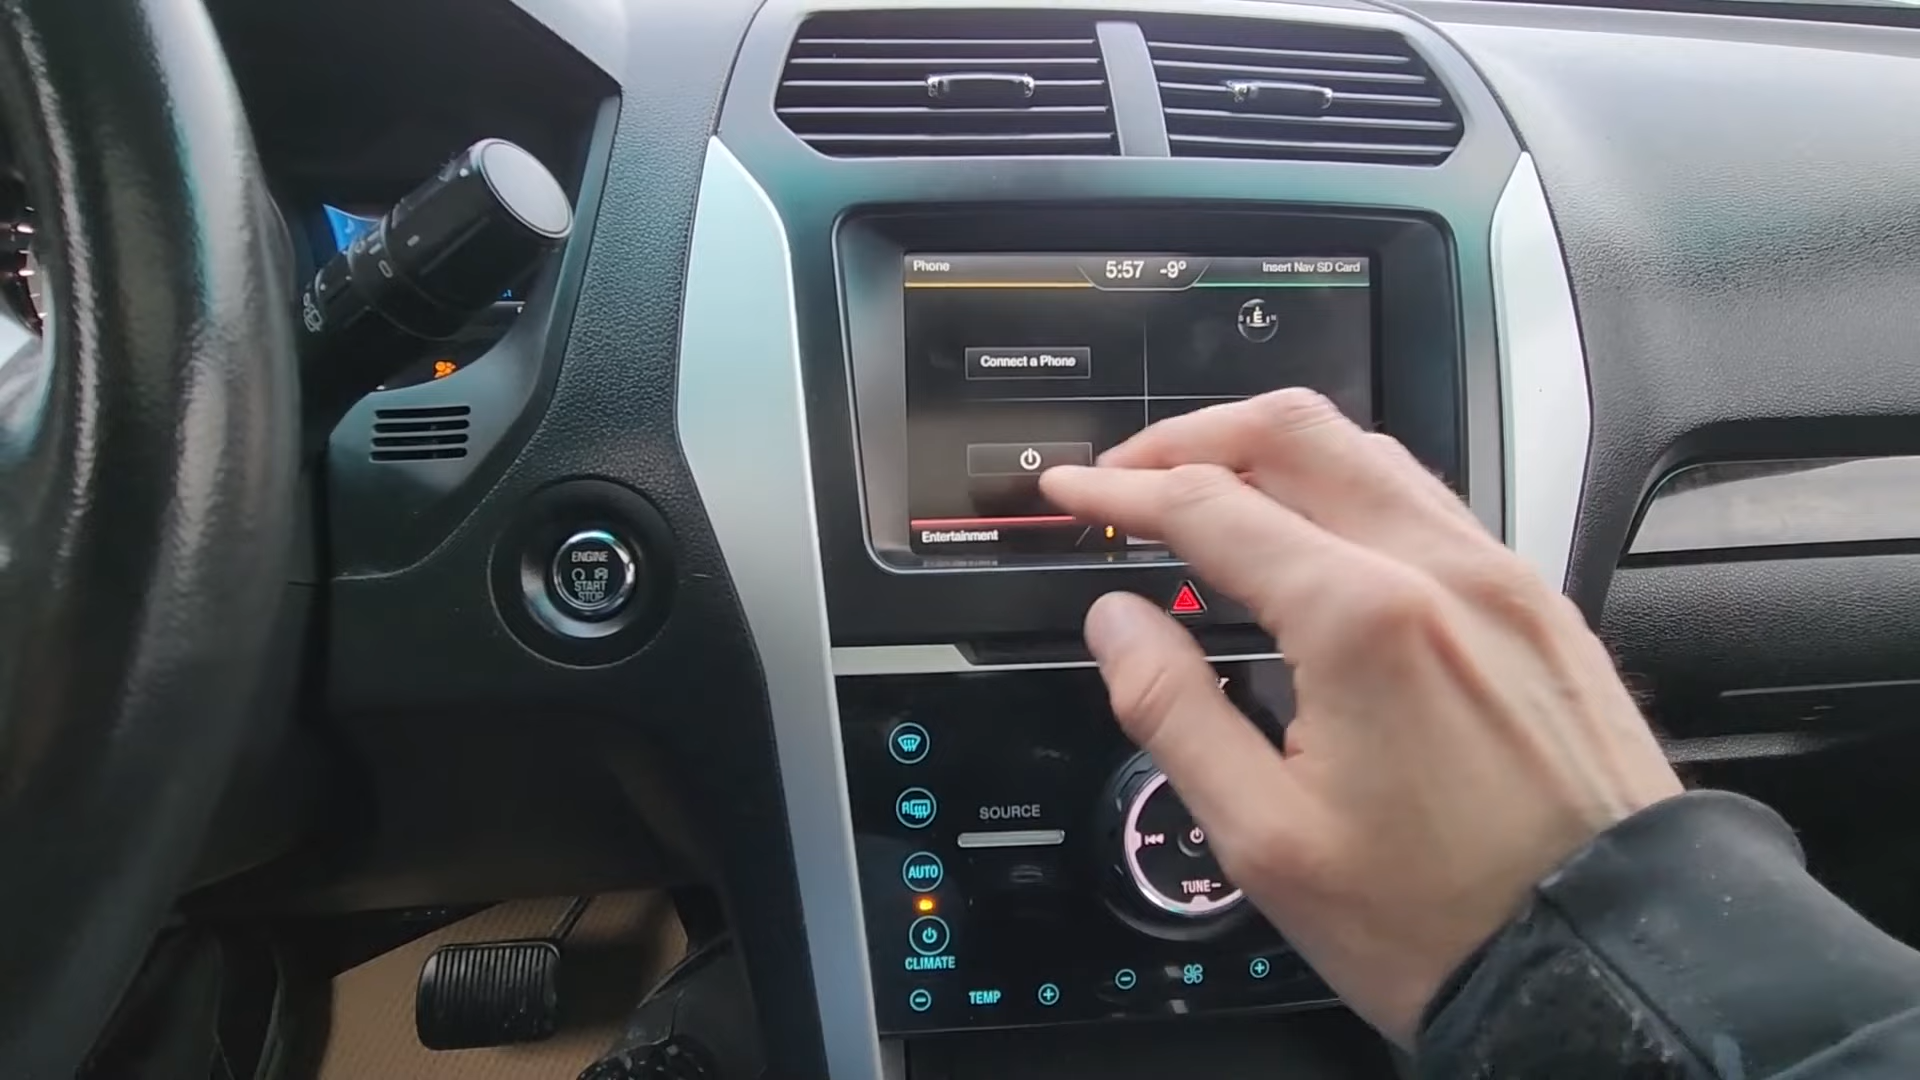 Phone
5:57 -9°
Insert Nav SD Card
E
Connect a Phone
Entertainment
ENGINE
START
STOP
R
SOURCE
AUTO
TUNE-
CLIMATE
TEMP